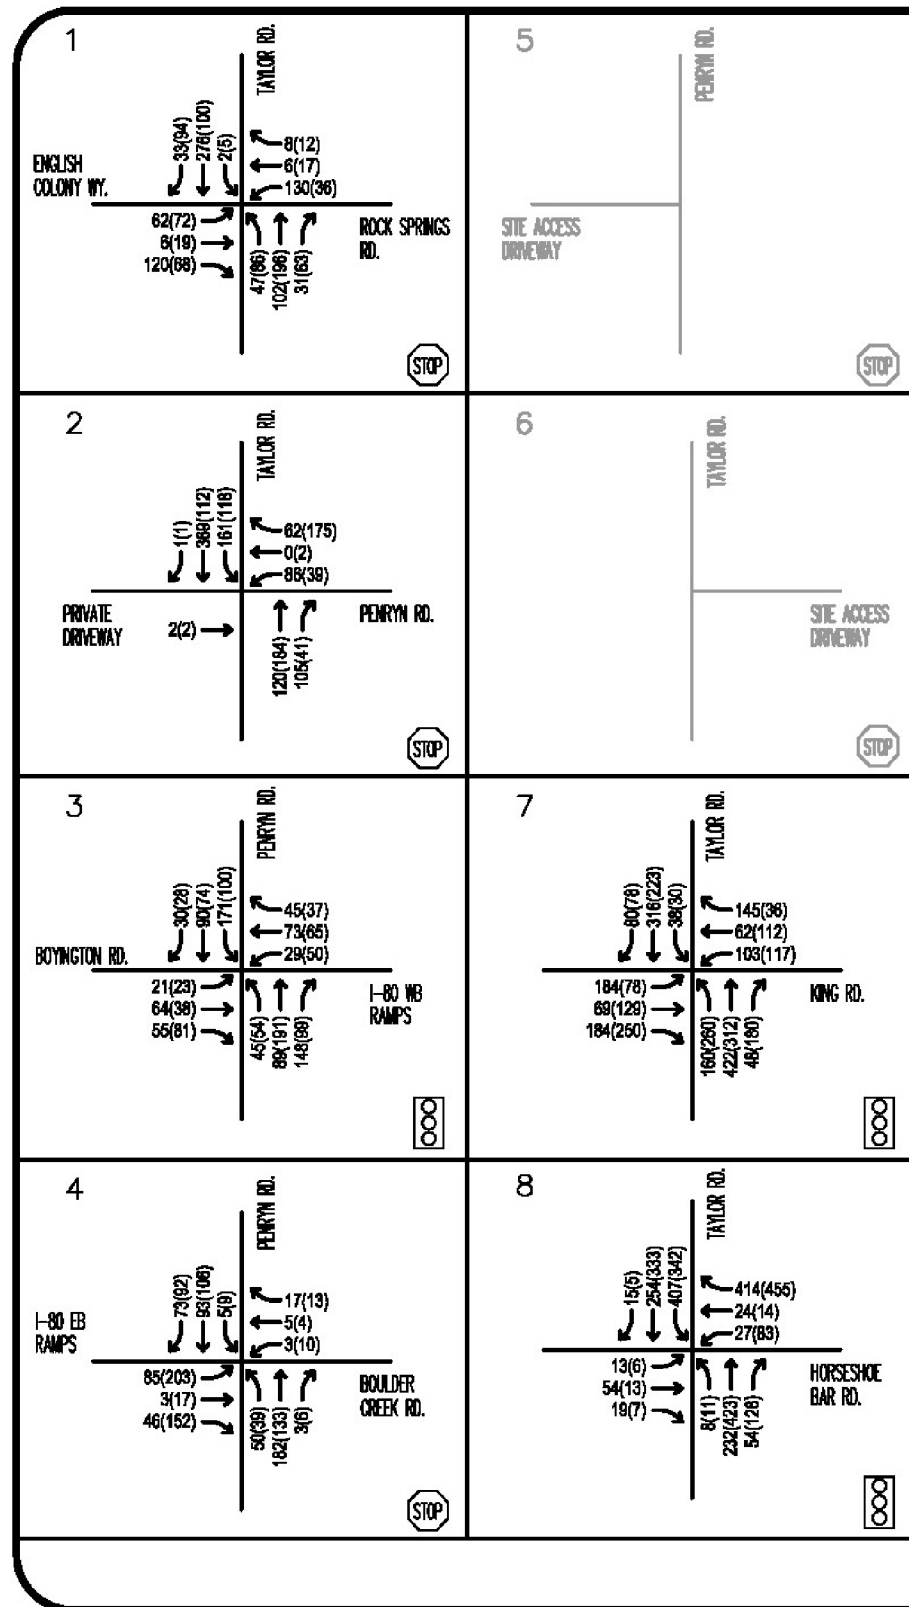 1
TAYLOR RD.
33(94)
276(100)
2(5)
8(12)
6(17)
130(36)
ENGLISH
COLONY WY.
62(72)
6(19)
120(68)
47(86)
102(196)
31(63)
ROCK SPRINGS
RD.
STOP
5
PENRYN RD.
SITE ACCESS
DRIVEWAY
STOP
2
TAYLOR RD.
1(1)
369(112)
161(118)
62(175)
0(2)
86(39)
PRIVATE
DRIVEWAY
2(2)
120(184)
105(41)
PENRYN RD.
STOP
6
TAYLOR RD.
SITE ACCESS
DRIVEWAY
STOP
3
PENRYN RD.
30(28)
90(74)
171(100)
45(37)
73(65)
29(50)
BOYINGTON RD.
21(23)
64(38)
55(81)
45(54)
89(191)
148(99)
I-80 WB
RAMPS
7
TAYLOR RD.
80(78)
316(223)
38(30)
145(36)
62(112)
103(117)
184(78)
69(129)
184(250)
160(260)
422(312)
48(180)
KING RD.
4
PENRYN RD.
73(92)
93(106)
5(9)
17(13)
5(4)
3(10)
I-80 EB
RAMPS
85(203)
3(17)
46(152)
50(39)
182(133)
3(6)
BOULDER
CREEK RD.
STOP
8
TAYLOR RD.
15(5)
254(333)
407(342)
414(455)
24(14)
27(83)
13(6)
54(13)
19(7)
8(11)
232(423)
54(128)
HORSESHOE
BAR RD.